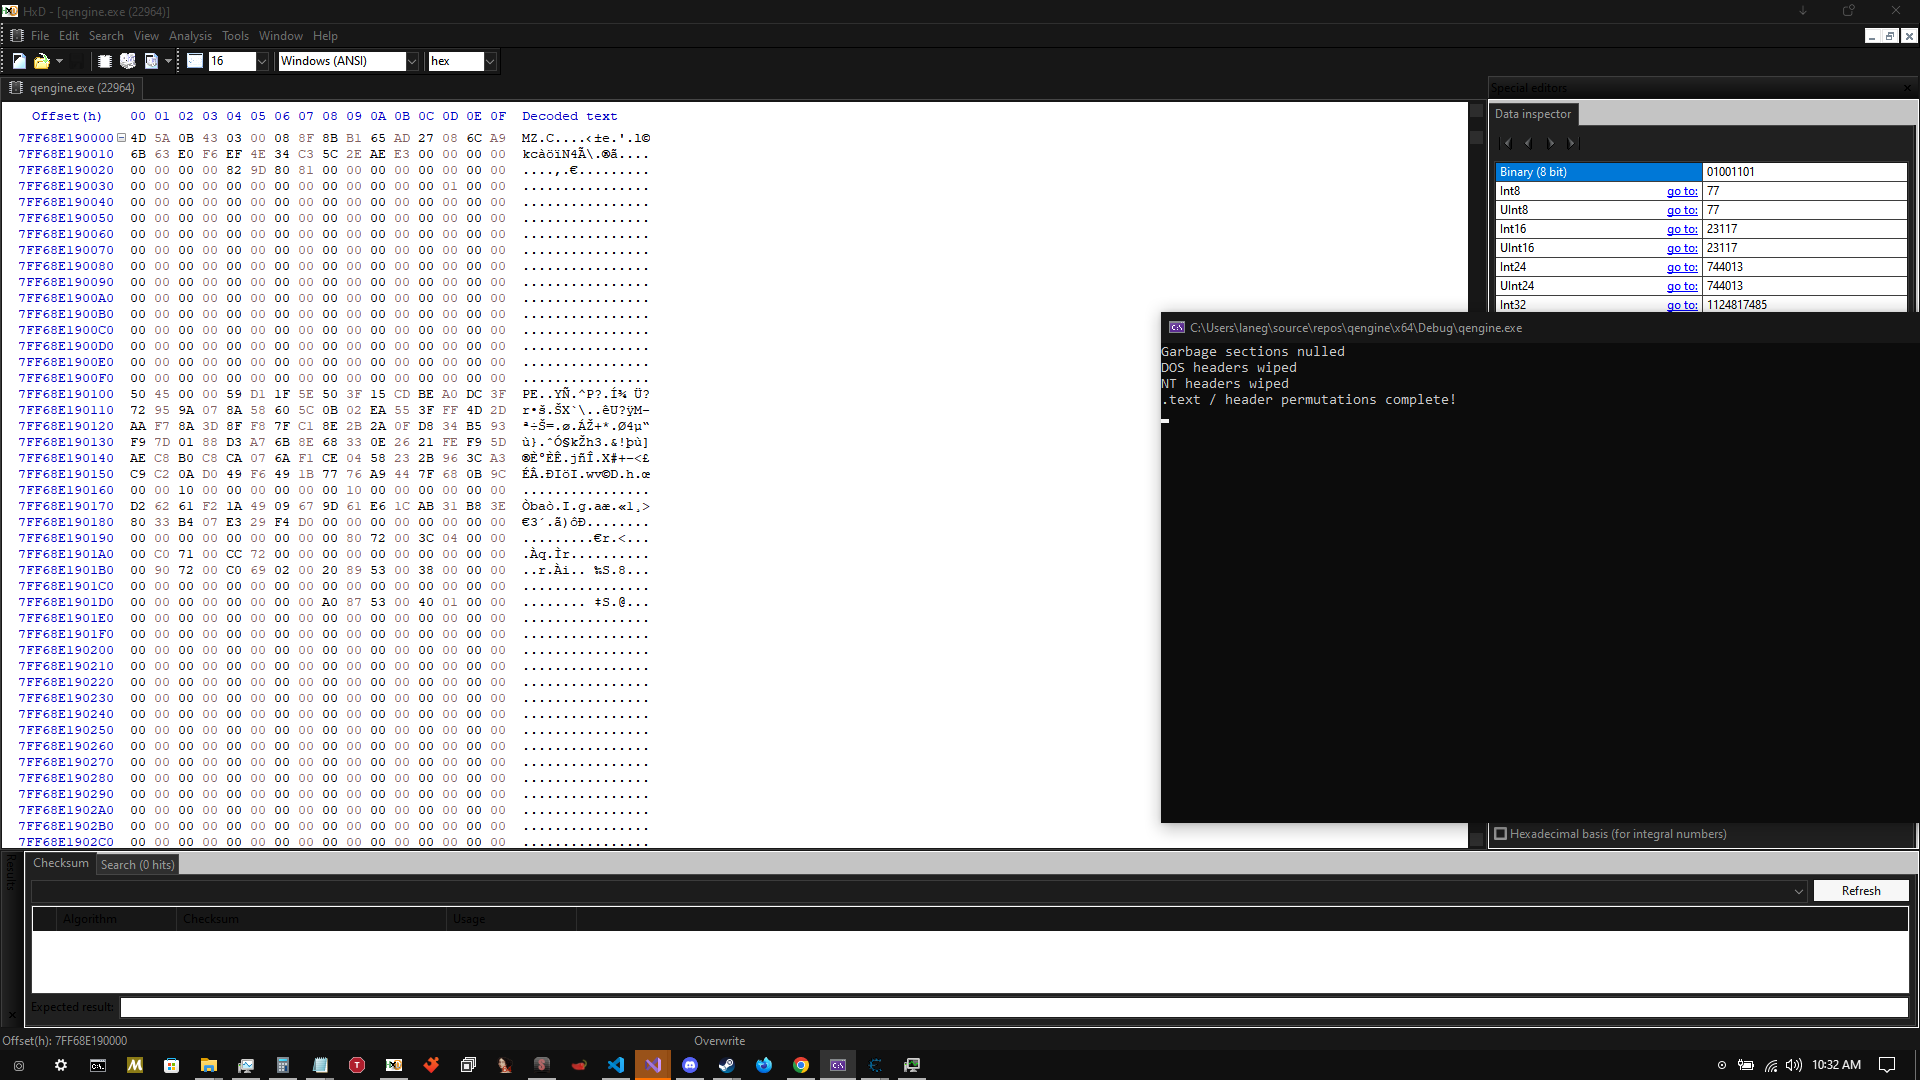 HxD - [qengine.exe (22964)]
File Edit Search View Analysis Tools Window Help
16 Windows (ANSI) hex
qengine.exe (22964)
Offset(h) 00 01 02 03 04 05 06 07 08 09 0A 0B 0C 0D 0E 0F Decoded text
7FF68E190000 4D 5A 0B 43 03 00 08 8F 8B B1 65 AD 27 08 6C A9 MZ.C....‹±e.'.l©
7FF68E190010 6B 63 E0 F6 EF 4E 34 C3 5C 2E AE E3 00 00 00 00 kcàöïN4Ã\.®ã....
7FF68E190020 00 00 00 00 82 9D 80 81 00 00 00 00 00 00 00 00 ....‚.€.........
7FF68E190030 00 00 00 00 00 00 00 00 00 00 00 00 00 01 00 00 ................
7FF68E190040 00 00 00 00 00 00 00 00 00 00 00 00 00 00 00 00 ................
7FF68E190050 00 00 00 00 00 00 00 00 00 00 00 00 00 00 00 00 ................
7FF68E190060 00 00 00 00 00 00 00 00 00 00 00 00 00 00 00 00 ................
7FF68E190070 00 00 00 00 00 00 00 00 00 00 00 00 00 00 00 00 ................
7FF68E190080 00 00 00 00 00 00 00 00 00 00 00 00 00 00 00 00 ................
7FF68E190090 00 00 00 00 00 00 00 00 00 00 00 00 00 00 00 00 ................
7FF68E1900A0 00 00 00 00 00 00 00 00 00 00 00 00 00 00 00 00 ................
7FF68E1900B0 00 00 00 00 00 00 00 00 00 00 00 00 00 00 00 00 ................
7FF68E1900C0 00 00 00 00 00 00 00 00 00 00 00 00 00 00 00 00 ................
7FF68E1900D0 00 00 00 00 00 00 00 00 00 00 00 00 00 00 00 00 ................
7FF68E1900E0 00 00 00 00 00 00 00 00 00 00 00 00 00 00 00 00 ................
7FF68E1900F0 00 00 00 00 00 00 00 00 00 00 00 00 00 00 00 00 ................
7FF68E190100 50 45 00 00 59 D1 1F 5E 50 3F 15 CD BE A0 DC 3F PE..YÑ.^P?.Í¾ Ü?
7FF68E190110 72 95 9A 07 8A 58 60 5C 0B 02 EA 55 3F FF 4D 2D r•š.ŠX`\..êU?ÿM-
7FF68E190120 AA F7 8A 3D 8F F8 7F C1 8E 2B 2A 0F D8 34 B5 93 ª÷Š=.ø.ÁŽ+*.Ø4µ“
7FF68E190130 F9 7D 01 88 D3 A7 6B 8E 68 33 0E 26 21 FE F9 5D ù}.ˆÓ§kŽh3.&!þù]
7FF68E190140 AE C8 B0 C8 CA 07 6A F1 CE 04 58 23 2B 96 3C A3 ®È°ÈÊ.jñÎ.X#+–<£
7FF68E190150 C9 C2 0A D0 49 F6 49 1B 77 76 A9 44 7F 68 0B 9C ÉÂ.ÐIöI.wv©D.h.œ
7FF68E190160 00 00 10 00 00 00 00 00 00 10 00 00 00 00 00 00 ................
7FF68E190170 D2 62 61 F2 1A 49 09 67 9D 61 E6 1C AB 31 B8 3E Òbaò.I.g.aæ.«1¸>
7FF68E190180 80 33 B4 07 E3 29 F4 D0 00 00 00 00 00 00 00 00 €3´.ã)ôÐ........
7FF68E190190 00 00 00 00 00 00 00 00 00 80 72 00 3C 04 00 00 .........€r.<...
7FF68E1901A0 00 C0 71 00 CC 72 00 00 00 00 00 00 00 00 00 00 .Àq.Ìr..........
7FF68E1901B0 00 90 72 00 C0 69 02 00 20 89 53 00 38 00 00 00 ..r.Ài.. ‰S.8...
7FF68E1901C0 00 00 00 00 00 00 00 00 00 00 00 00 00 00 00 00 ................
7FF68E1901D0 00 00 00 00 00 00 00 00 A0 87 53 00 40 01 00 00 ........ ‡S.@...
7FF68E1901E0 00 00 00 00 00 00 00 00 00 00 00 00 00 00 00 00 ................
7FF68E1901F0 00 00 00 00 00 00 00 00 00 00 00 00 00 00 00 00 ................
7FF68E190200 00 00 00 00 00 00 00 00 00 00 00 00 00 00 00 00 ................
7FF68E190210 00 00 00 00 00 00 00 00 00 00 00 00 00 00 00 00 ................
7FF68E190220 00 00 00 00 00 00 00 00 00 00 00 00 00 00 00 00 ................
7FF68E190230 00 00 00 00 00 00 00 00 00 00 00 00 00 00 00 00 ................
7FF68E190240 00 00 00 00 00 00 00 00 00 00 00 00 00 00 00 00 ................
7FF68E190250 00 00 00 00 00 00 00 00 00 00 00 00 00 00 00 00 ................
7FF68E190260 00 00 00 00 00 00 00 00 00 00 00 00 00 00 00 00 ................
7FF68E190270 00 00 00 00 00 00 00 00 00 00 00 00 00 00 00 00 ................
7FF68E190280 00 00 00 00 00 00 00 00 00 00 00 00 00 00 00 00 ................
7FF68E190290 00 00 00 00 00 00 00 00 00 00 00 00 00 00 00 00 ................
7FF68E1902A0 00 00 00 00 00 00 00 00 00 00 00 00 00 00 00 00 ................
7FF68E1902B0 00 00 00 00 00 00 00 00 00 00 00 00 00 00 00 00 ................
7FF68E1902C0 00 00 00 00 00 00 00 00 00 00 00 00 00 00 00 00 ................
Special editors
Data inspector
Binary (8 bit) 01001101
Int8 go to: 77
UInt8 go to: 77
Int16 go to: 23117
UInt16 go to: 23117
Int24 go to: 744013
UInt24 go to: 744013
Int32 go to: 1124817485
C:\Users\laneg\source\repos\qengine\x64\Debug\qengine.exe
Garbage sections nulled
DOS headers wiped
NT headers wiped
.text / header permutations complete!
Hexadecimal basis (for integral numbers)
Results
Checksum Search (0 hits)
Refresh
Algorithm Checksum Usage
Expected result:
Offset(h): 7FF68E190000 Overwrite
10:32 AM